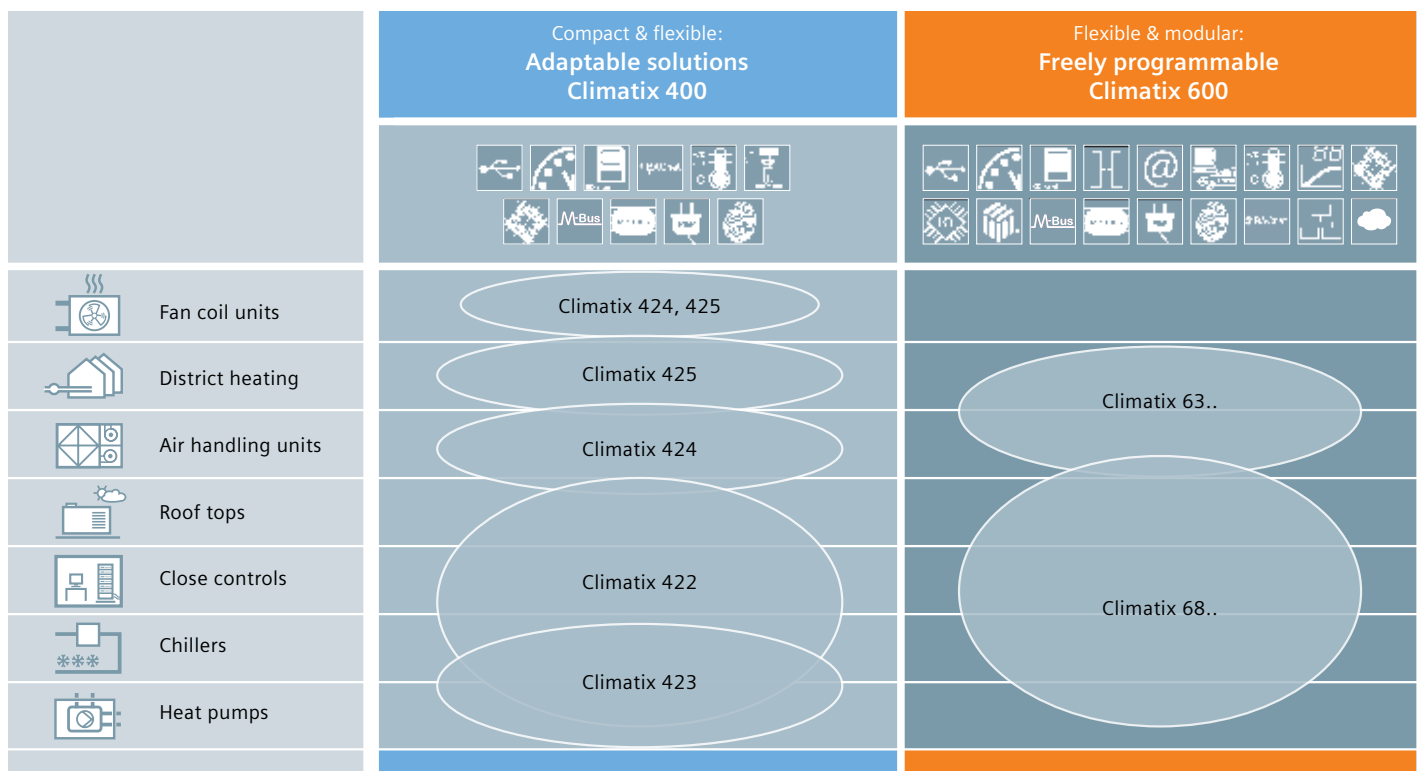 Compact & flexible:
Adaptable solutions
Climatix 400
Flexible & modular:
Freely programmable
Climatix 600
@
M-Bus
M-Bus
Fan coil units
Climatix 424, 425
District heating
Climatix 425
Climatix 63..
Air handling units
Climatix 424
Roof tops
Close controls
Climatix 422
Climatix 68..
Chillers
Climatix 423
Heat pumps